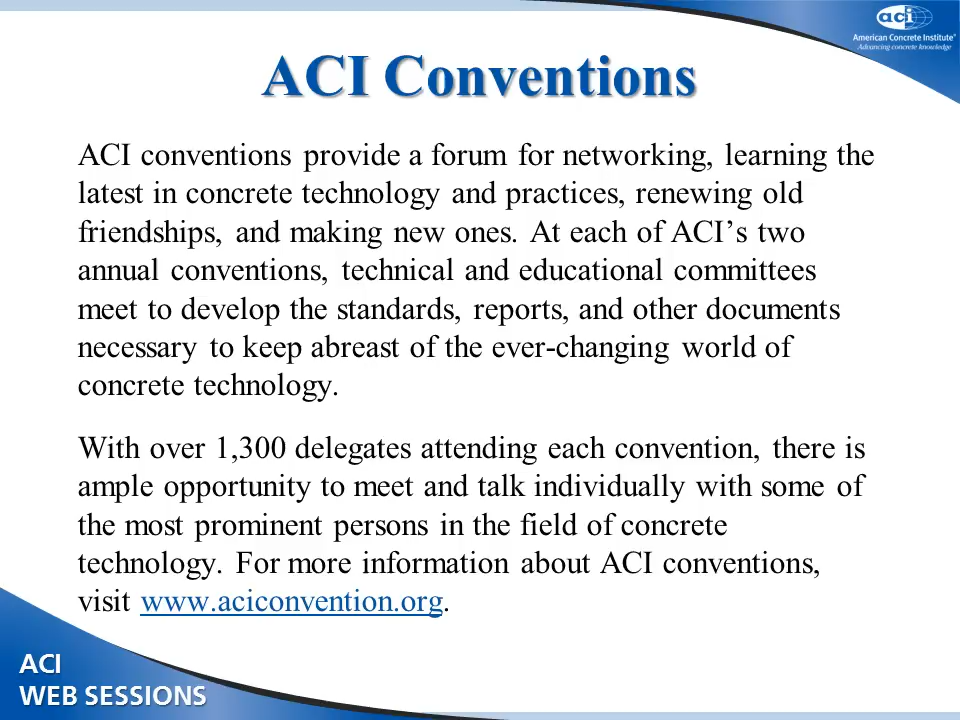 aci
American Concrete Institute®
Advancing concrete knowledge
ACI Conventions
ACI conventions provide a forum for networking, learning the
latest in concrete technology and practices, renewing old
friendships, and making new ones. At each of ACI’s two
annual conventions, technical and educational committees
meet to develop the standards, reports, and other documents
necessary to keep abreast of the ever-changing world of
concrete technology.
With over 1,300 delegates attending each convention, there is
ample opportunity to meet and talk individually with some of
the most prominent persons in the field of concrete
technology. For more information about ACI conventions,
visit www.aciconvention.org.
ACI
WEB SESSIONS